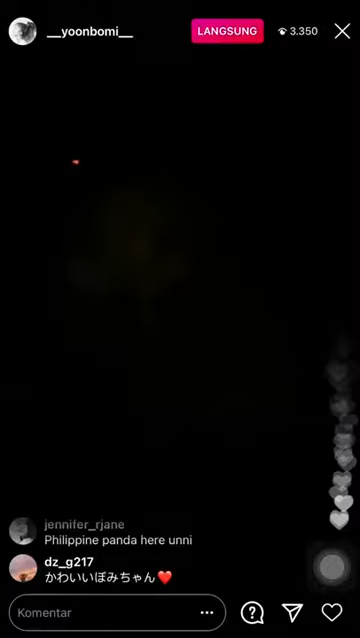 __yoonbomi__
LANGSUNG
3.350
jennifer_rjane
Philippine panda here unni
dz_g217
かわいいぼみちゃん❤️
Komentar